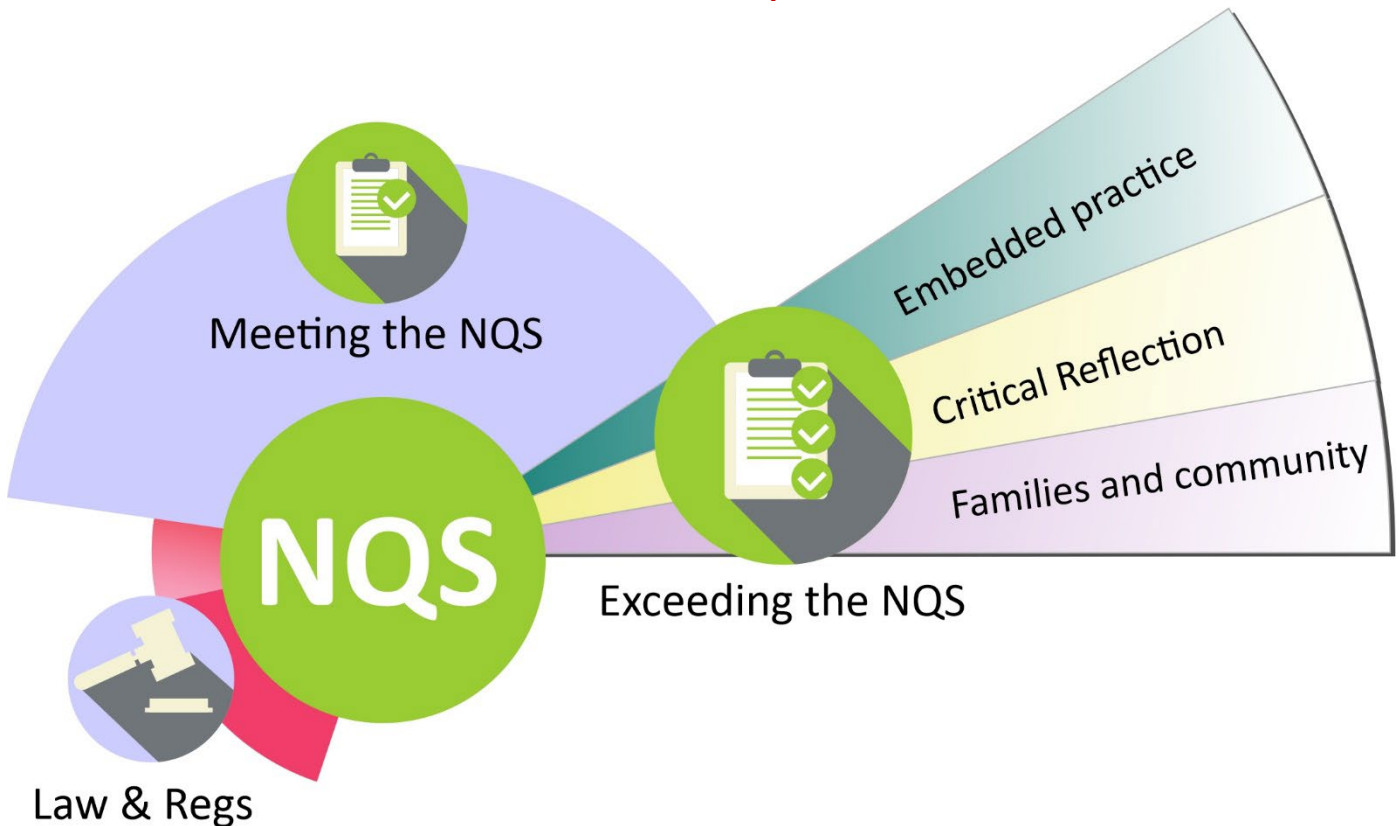 Meeting the NQS
Embedded practice
Critical Reflection
Families and community
NQS
Exceeding the NQS
Law & Regs